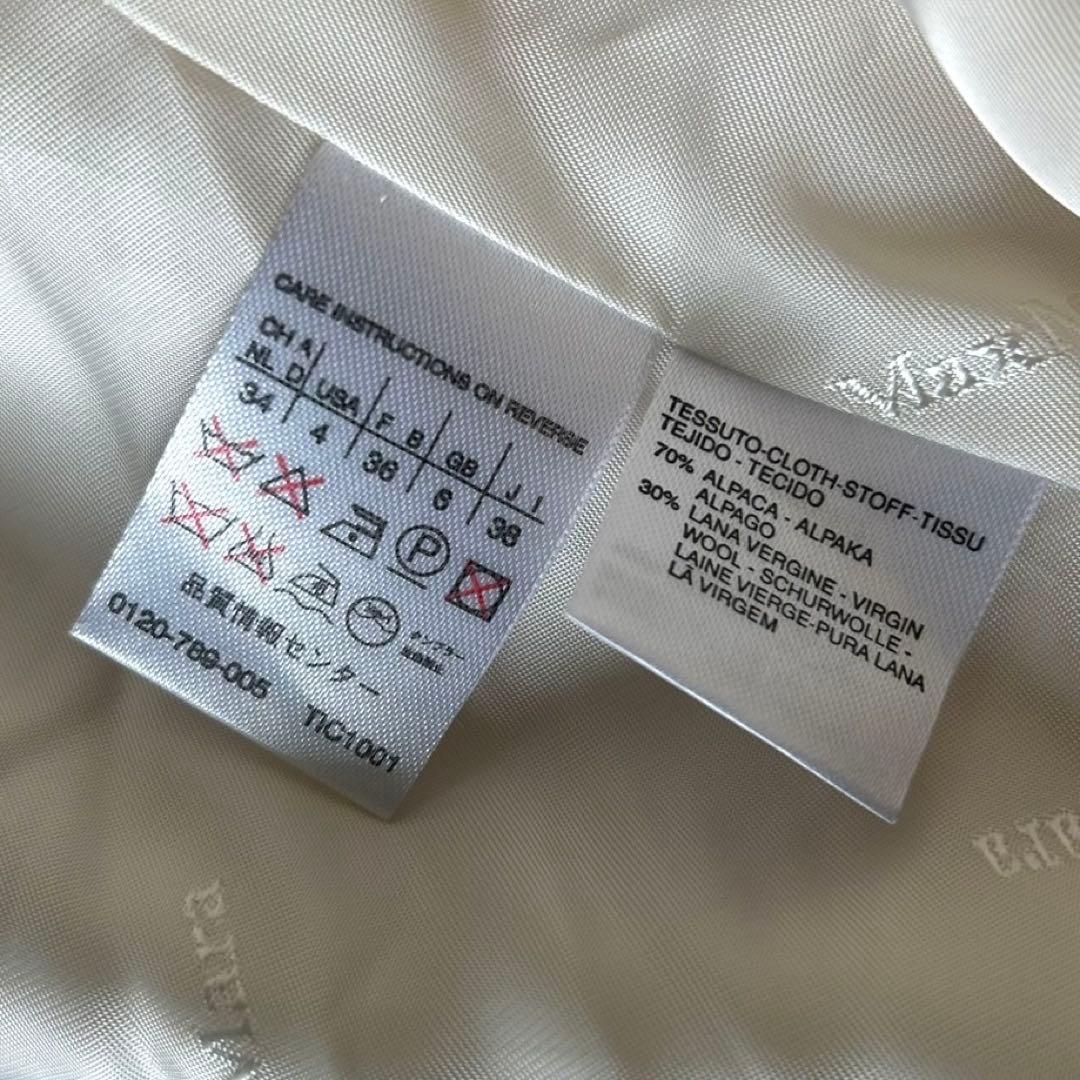 CARE INSTRUCTIONS ON REVERSE
CH A
NL D USA F B GB J I
34 4 36 6 38
P
品質情報センター
0120-789-005 TIC1001
TESSUTO-CLOTH-STOFF-TISSU
TEJIDO - TECIDO
70% ALPACA - ALPAKA
ALPAGO
30% LANA VERGINE - VIRGIN
WOOL - SCHURWOLLE -
LAINE VIERGE-PURA LANA
LÂ VIRGEM